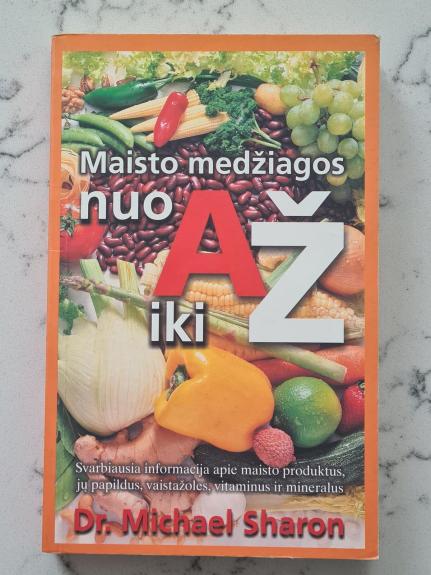 Maisto medžiagos
nuo A
iki Ž
Svarbiausia informacija apie maisto produktus,
jų papildus, vaistažoles, vitaminus ir mineralus
Dr. Michael Sharon